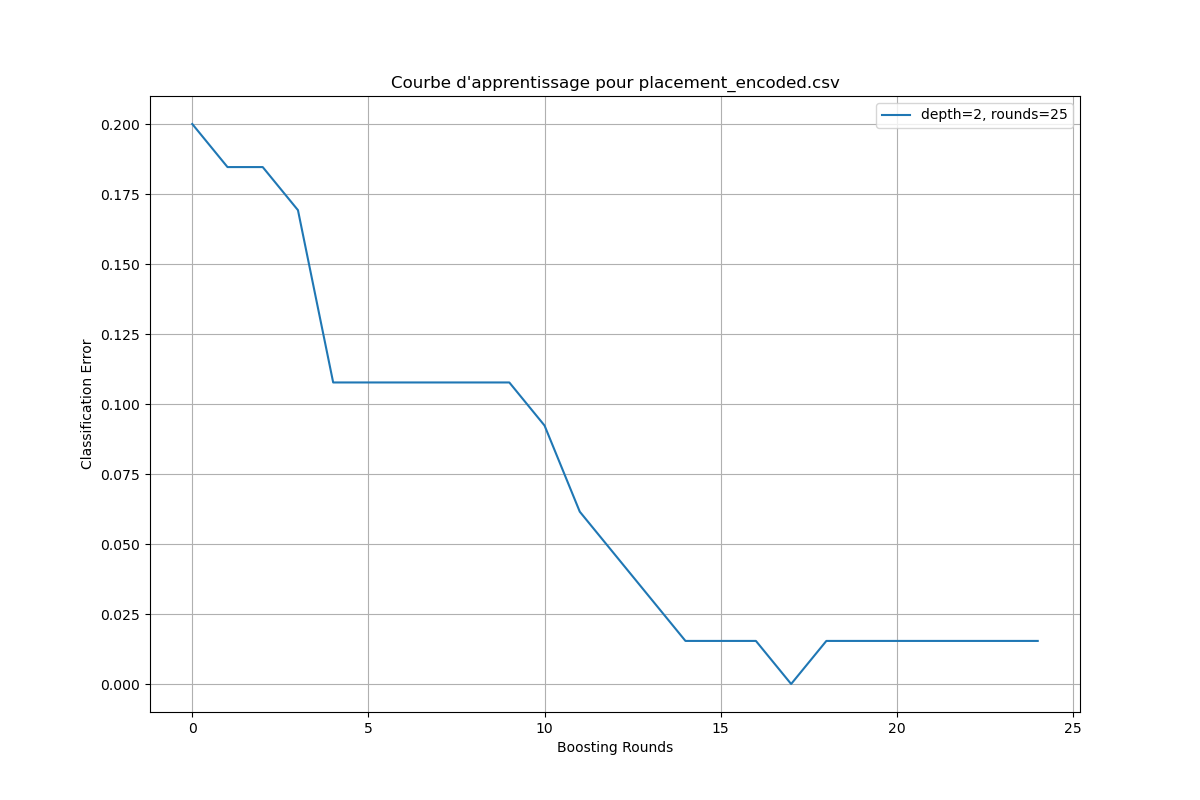 Courbe d'apprentissage pour placement_encoded.csv
depth=2, rounds=25
Classification Error
0.200
0.175
0.150
0.125
0.100
0.075
0.050
0.025
0.000
0 5 10 15 20 25
Boosting Rounds